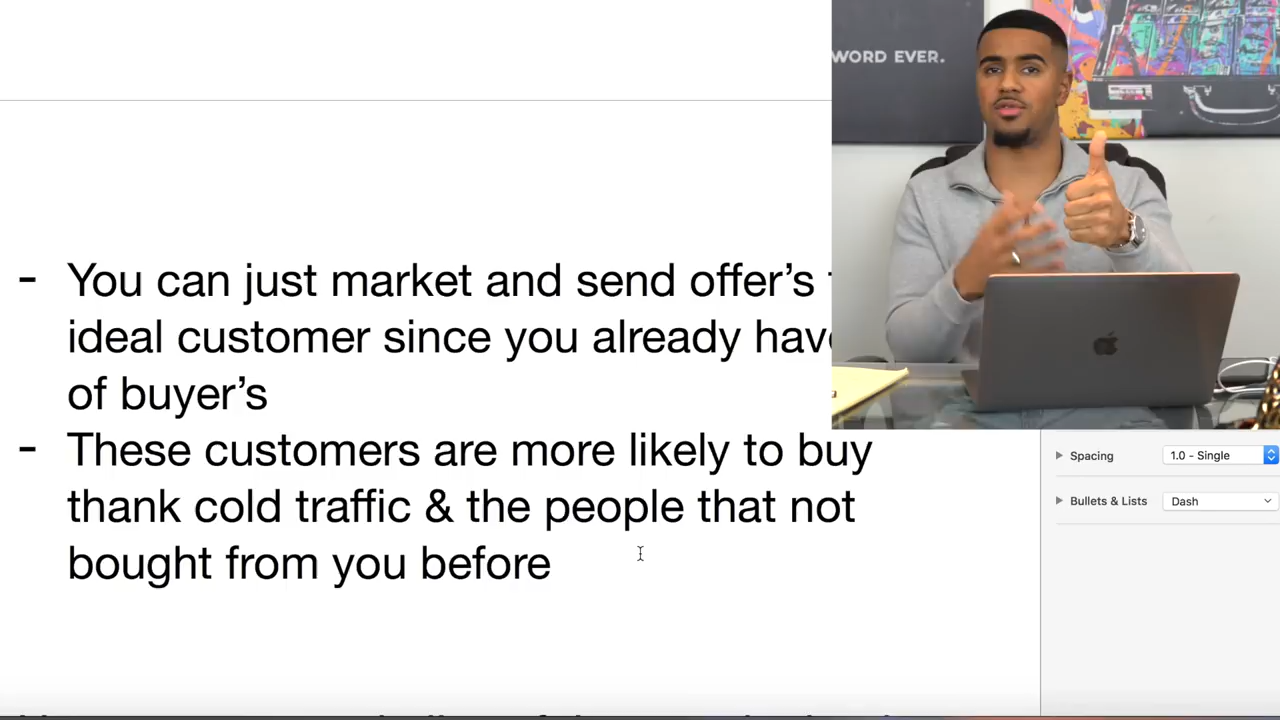 WORD EVER.
- You can just market and send offer's
ideal customer since you already have
of buyer's
- These customers are more likely to buy
thank cold traffic & the people that not
bought from you before
Spacing
1.0 - Single
Bullets & Lists
Dash